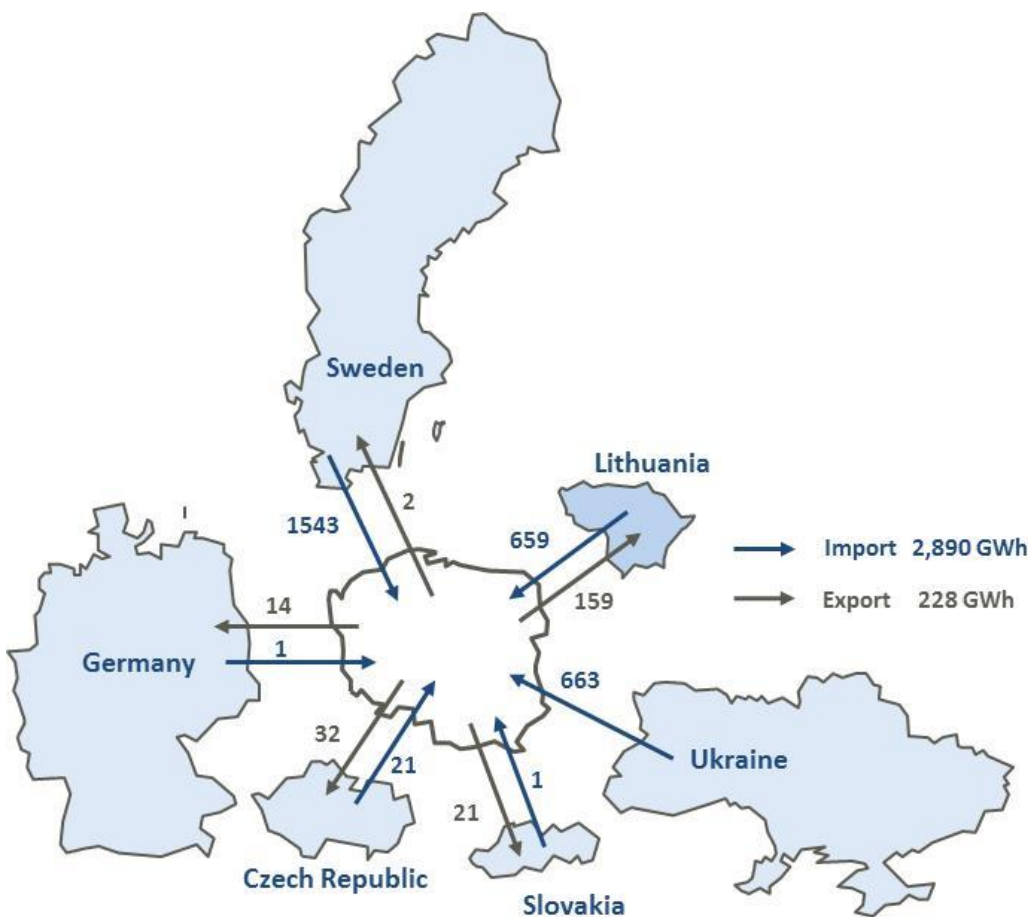 Sweden
Lithuania
2
1543
659
Import 2,890 GWh
159
Export 228 GWh
14
Germany
1
663
32
21
Ukraine
21
1
Czech Republic
Slovakia